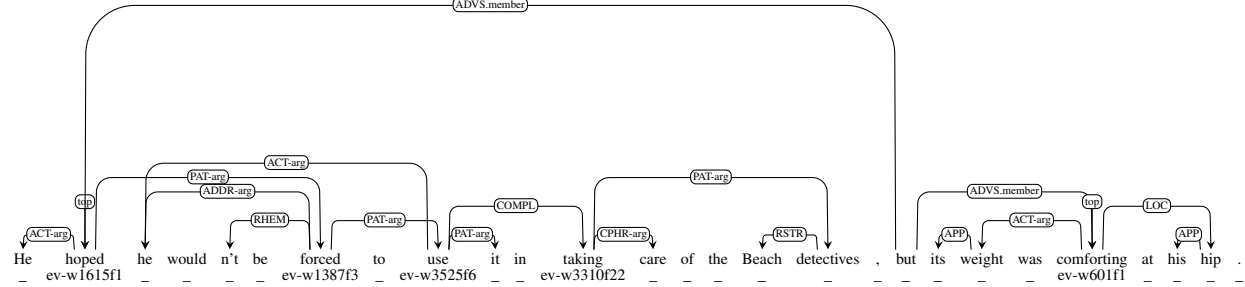 ADVS.member
ACT-arg
PAT-arg
ADDR-arg
PAT-arg
top
ADVS.member
top
COMPL
LOC
RHEM
PAT-arg
ACT-arg
ACT-arg
PAT-arg
CPHR-arg
RSTR
APP
APP
He hoped he would n't be forced to use it in taking care of the Beach detectives , but its weight was comforting at his hip .
_ ev-w1615f1 _ _ _ _ ev-w1387f3 _ ev-w3525f6 _ _ ev-w3310f22 _ _ _ _ _ _ _ _ _ _ ev-w601f1 _ _ _ _